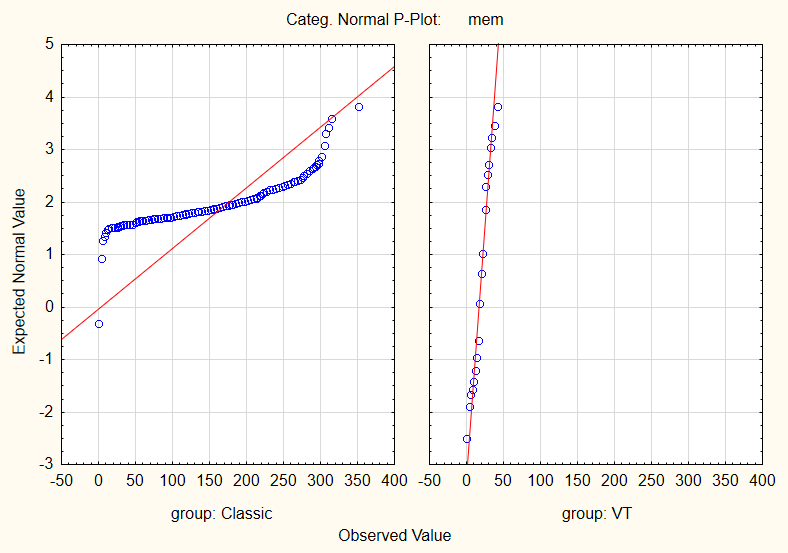 Categ. Normal P-Plot: mem
5
4
3
2
1
0
-1
-2
-3
Expected Normal Value
-50 0 50 100 150 200 250 300 350 400
-50 0 50 100 150 200 250 300 350 400
group: Classic
group: VT
Observed Value